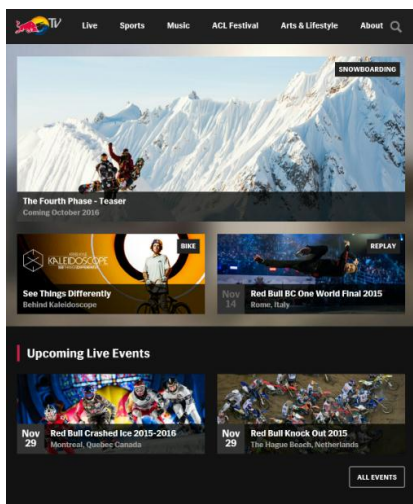 TV
Live
Sports
Music
ACL Festival
Arts & Lifestyle
About
SNOWBOARDING
The Fourth Phase - Teaser
Coming October 2016
KALEIDOSCOPE
BIKE
See Things Differently
Behind Kaleidoscope
REPLAY
Nov
14
Red Bull BC One World Final 2015
Rome, Italy
Upcoming Live Events
Nov
29
Red Bull Crashed Ice 2015-2016
Montreal, Quebec Canada
Nov
29
Red Bull Knock Out 2015
The Hague Beach, Netherlands
ALL EVENTS